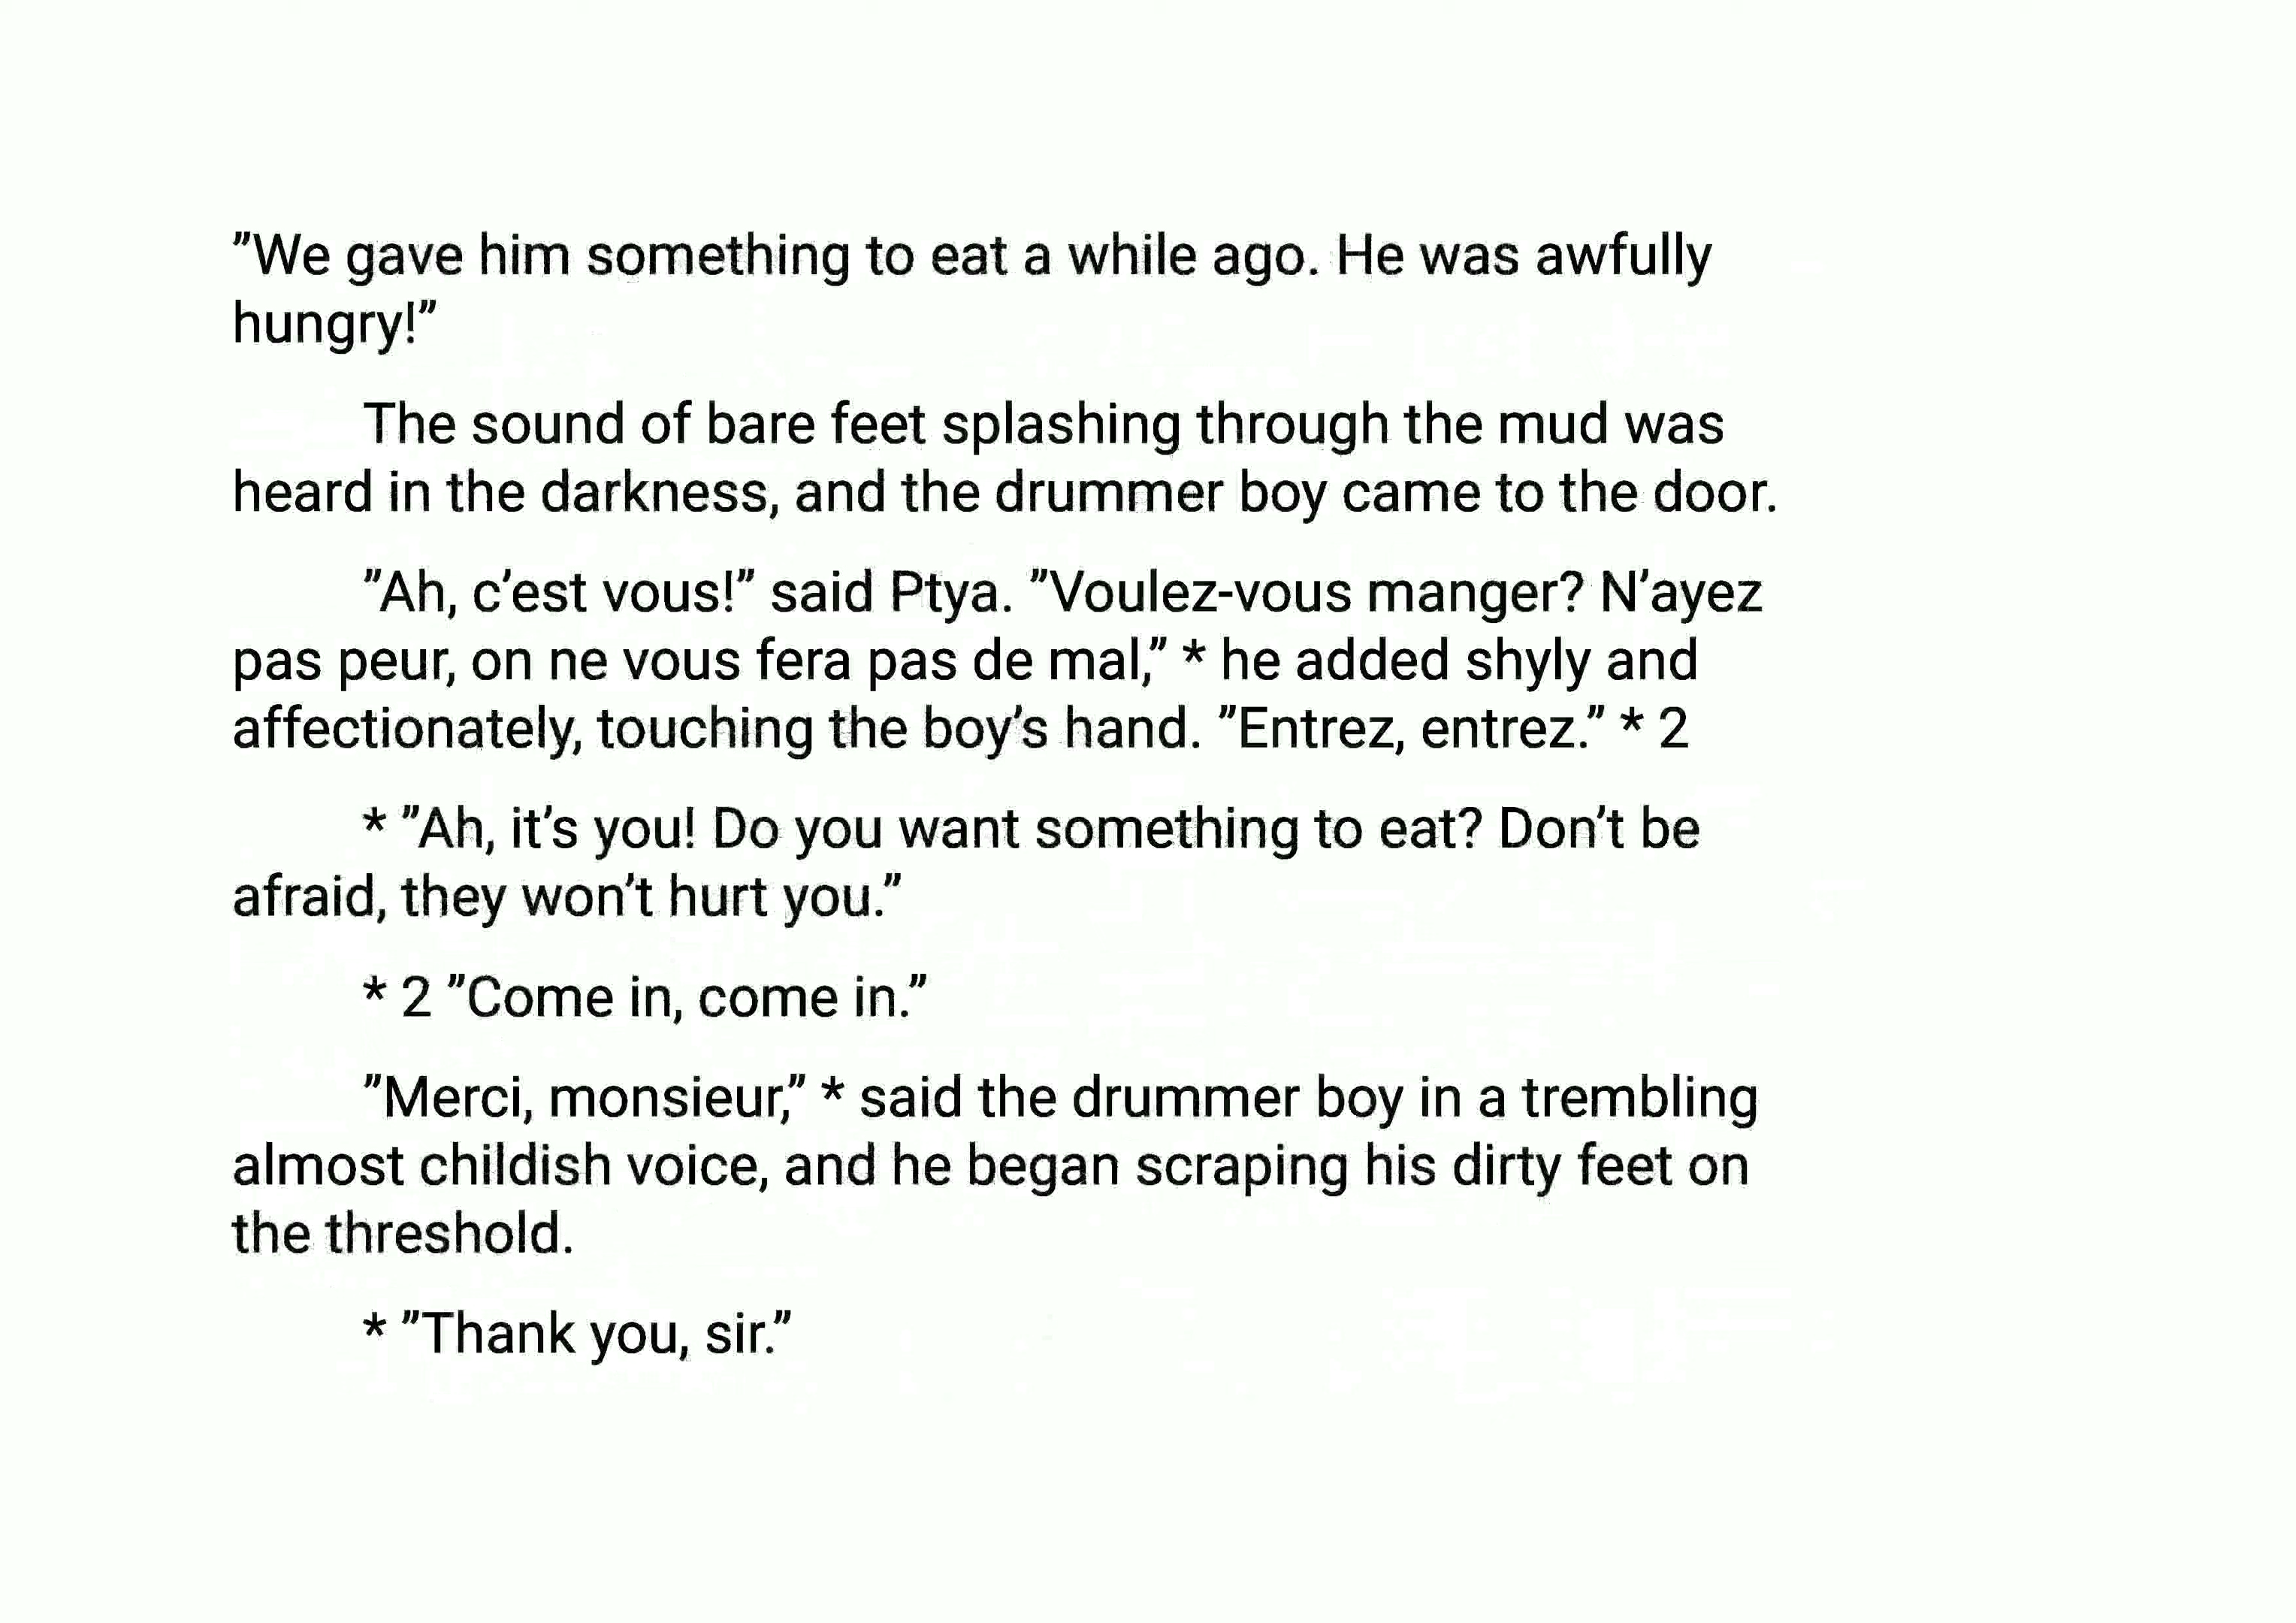 ”We gave him something to eat a while ago. He was awfully
hungry!”
The sound of bare feet splashing through the mud was
heard in the darkness, and the drummer boy came to the door.
”Ah, c’est vous!” said Ptya. ”Voulez-vous manger? N’ayez
pas peur, on ne vous fera pas de mal,” * he added shyly and
affectionately, touching the boy’s hand. ”Entrez, entrez.” * 2
* ”Ah, it’s you! Do you want something to eat? Don’t be
afraid, they won’t hurt you.”
* 2 ”Come in, come in.”
”Merci, monsieur,” * said the drummer boy in a trembling
almost childish voice, and he began scraping his dirty feet on
the threshold.
* ”Thank you, sir.”